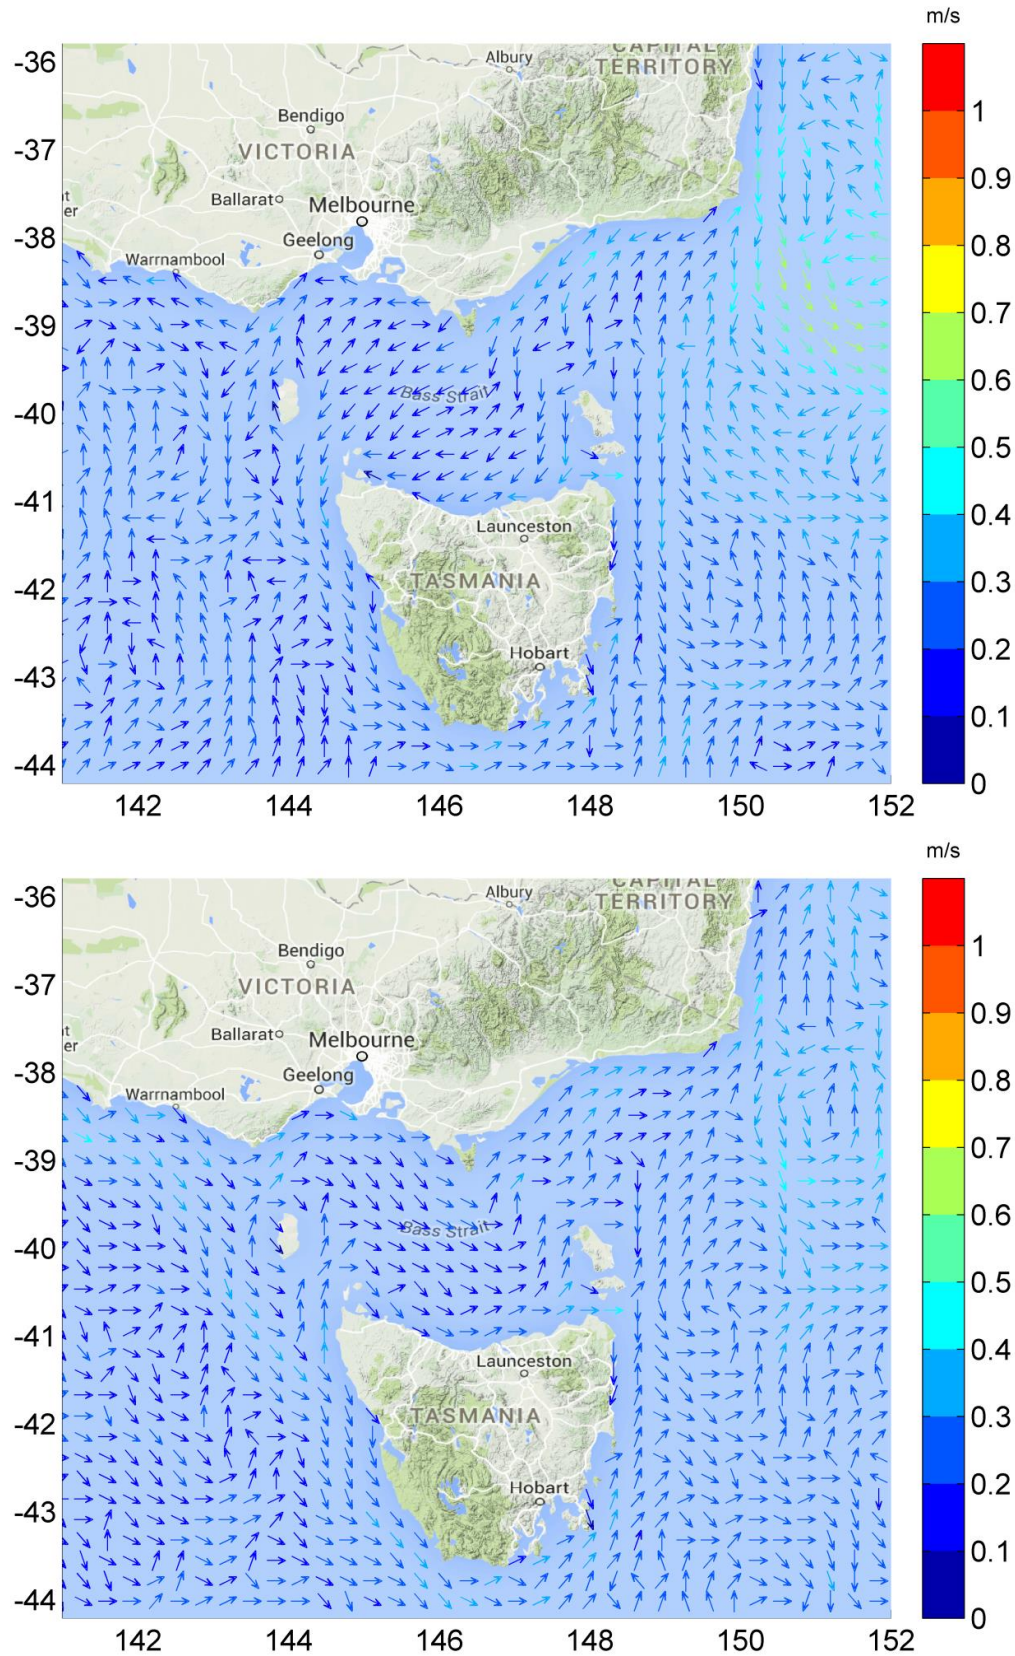 m/s
-36
-37
-38
-39
-40
-41
-42
-43
-44
142
144
146
148
150
152
1
0.9
0.8
0.7
0.6
0.5
0.4
0.3
0.2
0.1
0
Albury
CAPITAL
TERRITORY
Bendigo
VICTORIA
Ballarat
Melbourne
er
Geelong
Warrnambool
Bass Strait
Launceston
TASMANIA
Hobart
m/s
-36
-37
-38
-39
-40
-41
-42
-43
-44
142
144
146
148
150
152
1
0.9
0.8
0.7
0.6
0.5
0.4
0.3
0.2
0.1
0
Albury
CAPITAL
TERRITORY
Bendigo
VICTORIA
Ballarat
Melbourne
er
Geelong
Warrnambool
Bass Strait
Launceston
TASMANIA
Hobart